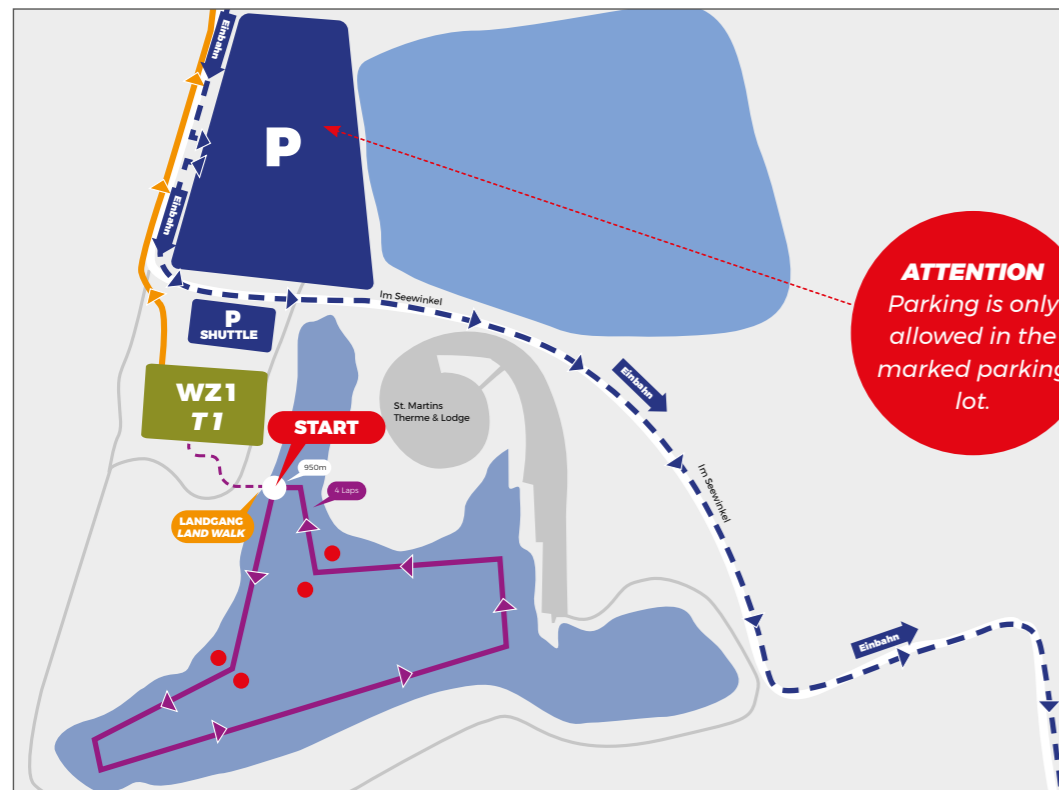 Einbahn
P
Einbahn
P
SHUTTLE
Im Seewinkel
ATTENTION
Parking is only
allowed in the
marked parking
lot.
WZ1
T1
St. Martins
Therme & Lodge
Einbahn
START
950m
4 Laps
Im Seewinkel
LANDGANG
LAND WALK
Einbahn